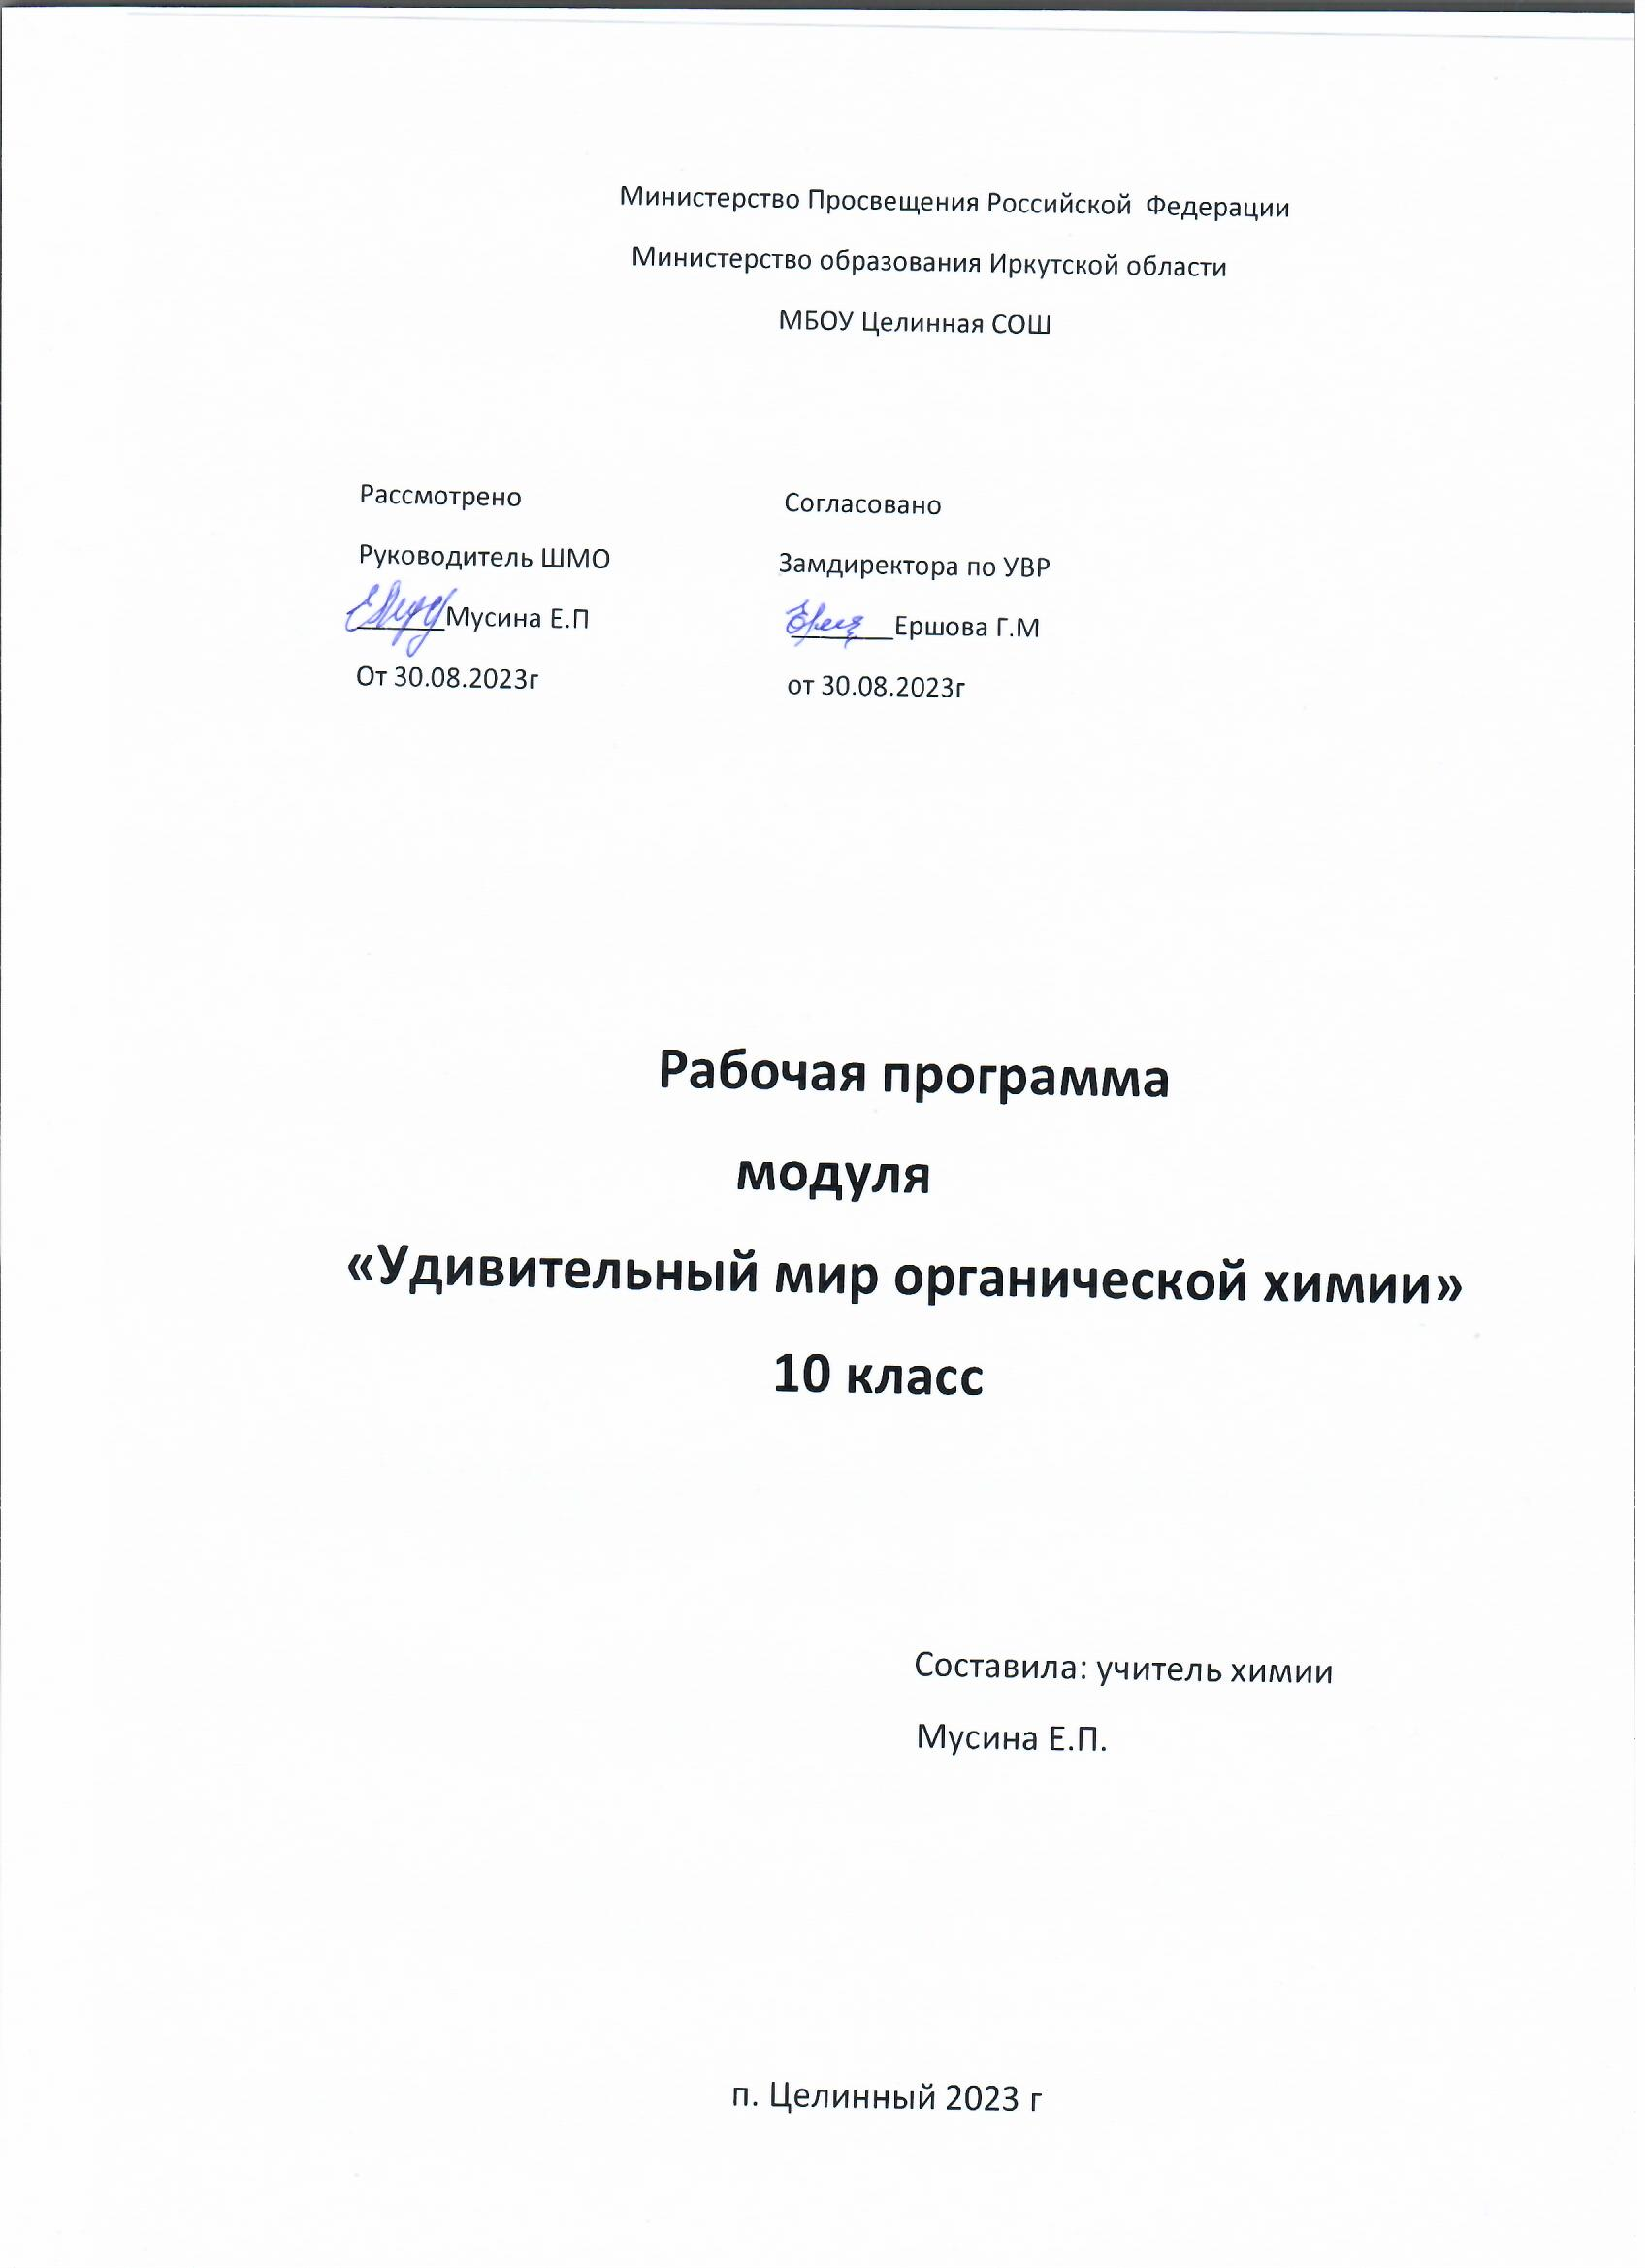 Министерство Просвещения Российской Федерации
Министерство образования Иркутской области
МБОУ Целинная СОШ
Рассмотрено
Руководитель ШМО
Мусина Е.П
От 30.08.2023г
Согласовано
Замдиректора по УВР
Ершова Г.М
от 30.08.2023г
Рабочая программа
модуля
«Удивительный мир органической химии»
10 класс
Составила: учитель химии
Мусина Е.П.
п. Целинный 2023 г